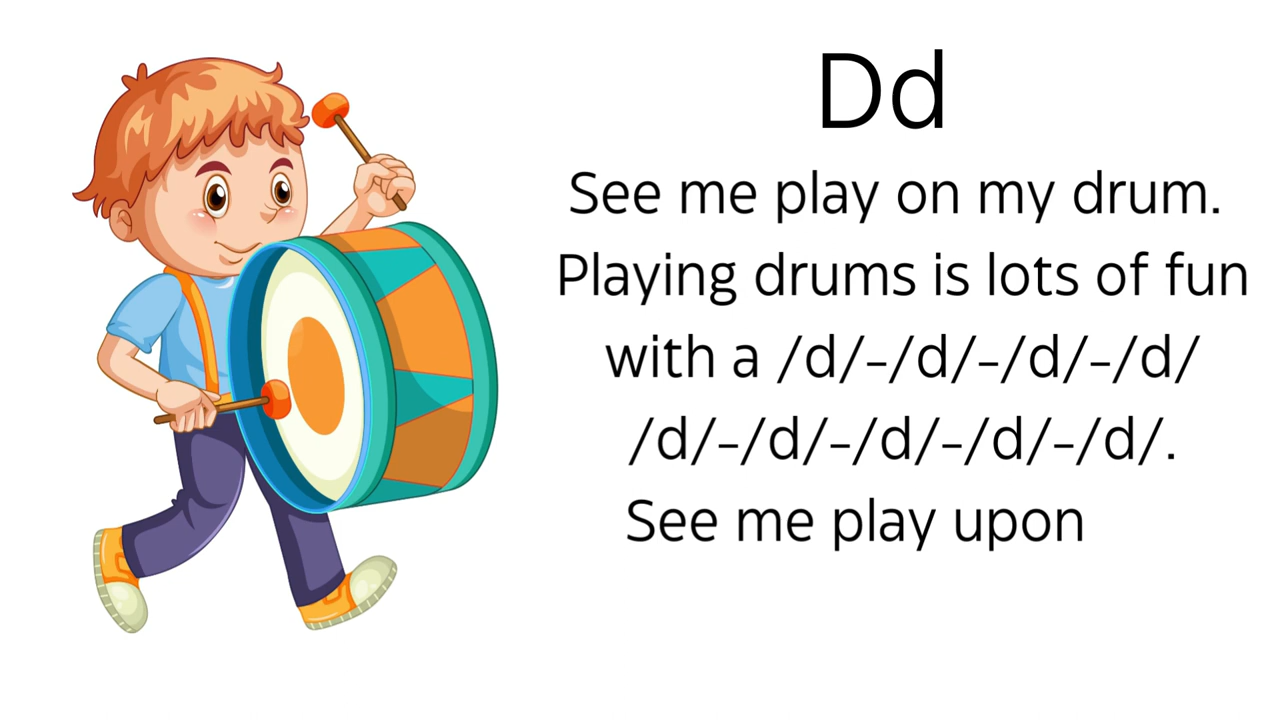 Dd
See me play on my drum.
Playing drums is lots of fun
with a /d/-/d/-/d/-/d/
/d/-/d/-/d/-/d/-/d/.
See me play upon